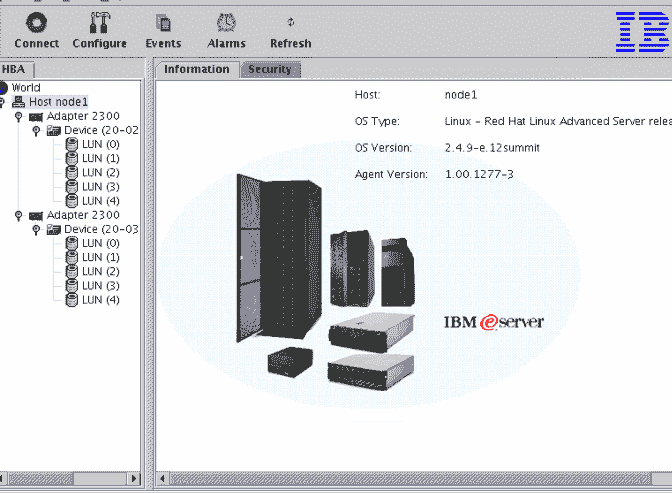 Connect Configure Events Alarms Refresh
HBA
Information Security
World
Host node1
Adapter 2300
Device (20-02
LUN (0)
LUN (1)
LUN (2)
LUN (3)
LUN (4)
Adapter 2300
Device (20-03
LUN (0)
LUN (1)
LUN (2)
LUN (3)
LUN (4)
Host: node1
OS Type: Linux - Red Hat Linux Advanced Server relea
OS Version: 2.4.9-e.12summit
Agent Version: 1.00.1277-3
IBM eserver